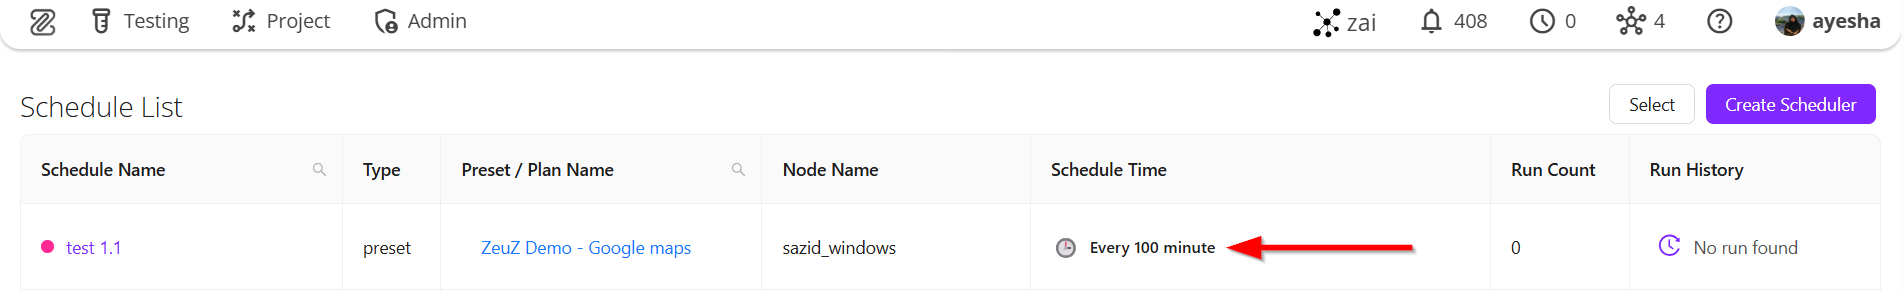 Testing Project Admin zai 408 0 4 ayesha
Schedule List Select Create Scheduler
Schedule Name Type Preset / Plan Name Node Name Schedule Time Run Count Run History
test 1.1 preset ZeuZ Demo - Google maps sazid_windows Every 100 minute 0 No run found